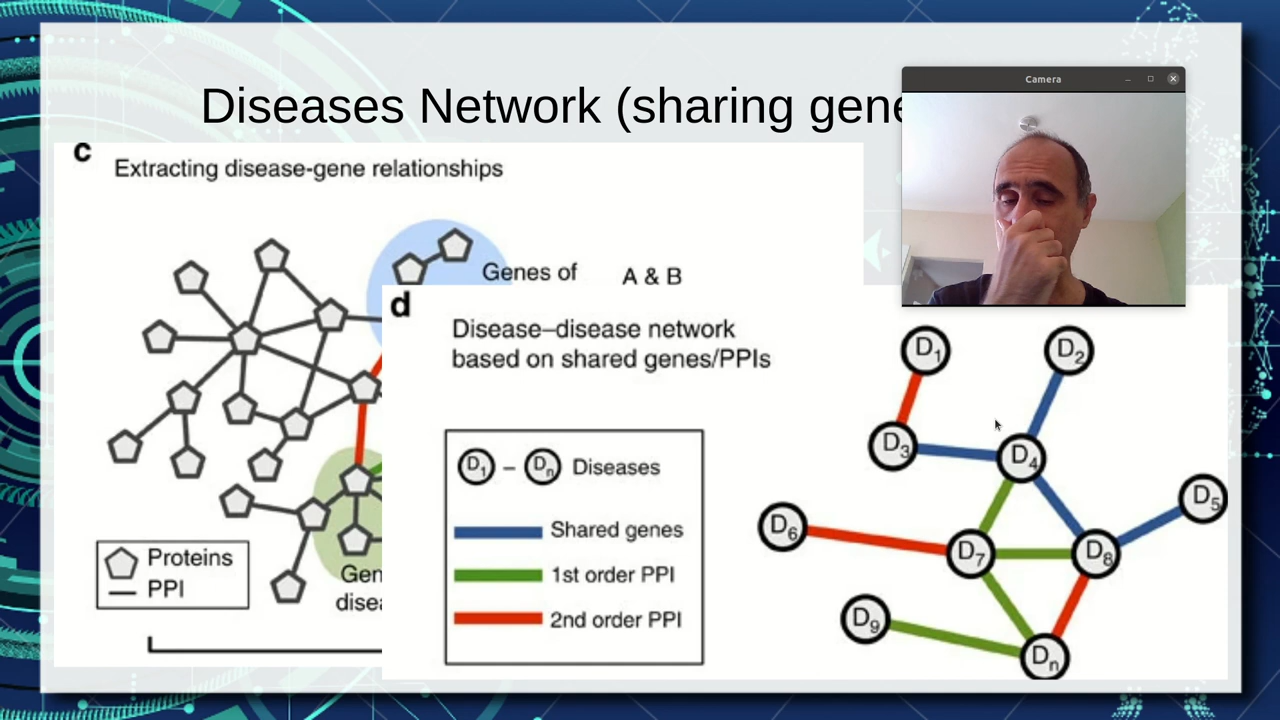 Diseases Network (sharing gene
Camera
c
Extracting disease-gene relationships
Genes of A & B
d
Disease–disease network
based on shared genes/PPIs
D1 – Dn Diseases
Shared genes
1st order PPI
2nd order PPI
Proteins
PPI
Gen
disea
D1
D2
D3
D4
D5
D6
D7
D8
D9
Dn